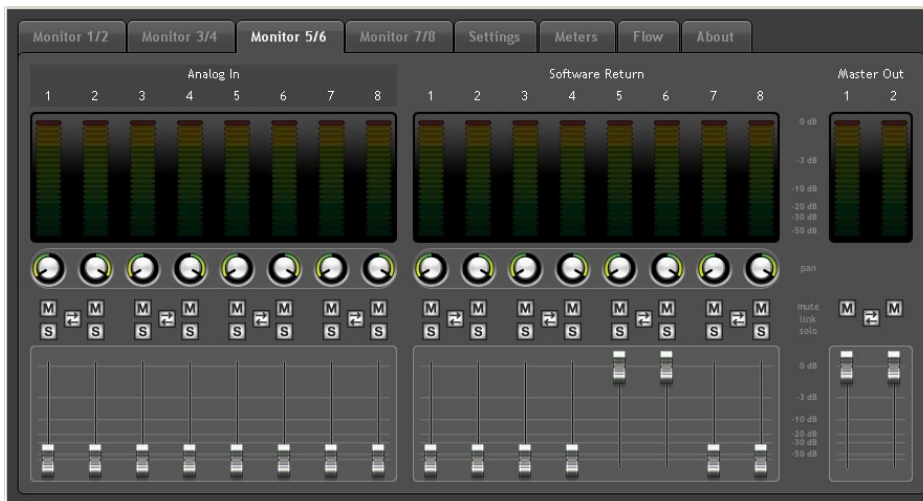 Monitor 1/2 Monitor 3/4 Monitor 5/6 Monitor 7/8 Settings Meters Flow About
Analog In Software Return Master Out
1 2 3 4 5 6 7 8 1 2 3 4 5 6 7 8 1 2
0 dB
-3 dB
-10 dB
-20 dB
-30 dB
-50 dB
pan
M M M M M M M M M M M M M M M M mute M M
link
S S S S S S S S S S S S S S S S solo
0 dB
-3 dB
-10 dB
-20 dB
-30 dB
-50 dB